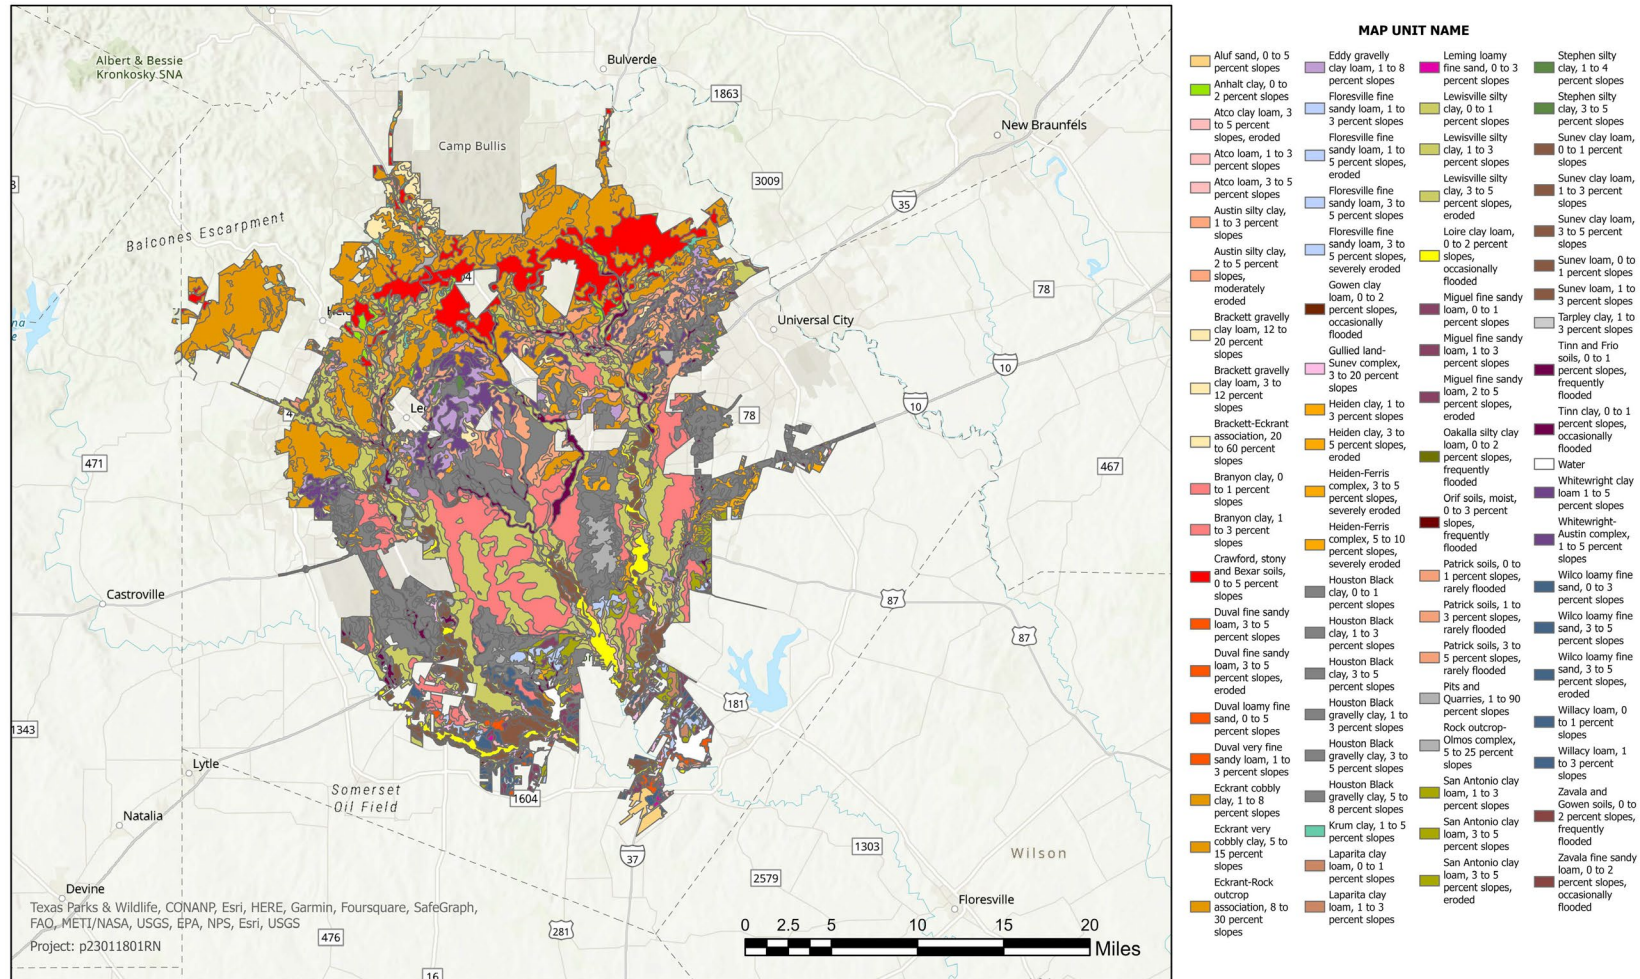 Albert & Bessie
Kronkosky SNA
Bulverde
1863
Camp Bullis
New Braunfels
3009
35
Balcones Escarpment
78
Universal City
10
10
78
471
467
Castroville
87
87
181
1343
Lytle
Somerset
Oil Field
1604
Natalia
37
1303
Wilson
2579
Devine
Floresville
476
281
16
Texas Parks & Wildlife, CONANP, Esri, HERE, Garmin, Foursquare, SafeGraph,
FAO, METI/NASA, USGS, EPA, NPS, Esri, USGS
Project: p23011801RN
0 2.5 5 10 15 20
Miles
MAP UNIT NAME
Aluf sand, 0 to 5
percent slopes
Anhalt clay, 0 to
2 percent slopes
Atco clay loam, 3
to 5 percent
slopes, eroded
Atco loam, 1 to 3
percent slopes
Atco loam, 3 to 5
percent slopes
Austin silty clay,
1 to 3 percent
slopes
Austin silty clay,
2 to 5 percent
slopes,
moderately
eroded
Brackett gravelly
clay loam, 12 to
20 percent
slopes
Brackett gravelly
clay loam, 3 to
12 percent
slopes
Brackett-Eckrant
association, 20
to 60 percent
slopes
Branyon clay, 0
to 1 percent
slopes
Branyon clay, 1
to 3 percent
slopes
Crawford, stony
and Bexar soils,
0 to 5 percent
slopes
Duval fine sandy
loam, 3 to 5
percent slopes
Duval fine sandy
loam, 3 to 5
percent slopes,
eroded
Duval loamy fine
sand, 0 to 5
percent slopes
Duval very fine
sandy loam, 1 to
3 percent slopes
Eckrant cobbly
clay, 1 to 8
percent slopes
Eckrant very
cobbly clay, 5 to
15 percent
slopes
Eckrant-Rock
outcrop
association, 8 to
30 percent
slopes
Eddy gravelly
clay loam, 1 to 8
percent slopes
Floresville fine
sandy loam, 1 to
3 percent slopes
Floresville fine
sandy loam, 1 to
5 percent slopes,
eroded
Floresville fine
sandy loam, 3 to
5 percent slopes
Floresville fine
sandy loam, 3 to
5 percent slopes,
severely eroded
Gowen clay
loam, 0 to 2
percent slopes,
occasionally
flooded
Gullied land-
Sunev complex,
3 to 20 percent
slopes
Heiden clay, 1 to
3 percent slopes
Heiden clay, 3 to
5 percent slopes,
eroded
Heiden-Ferris
complex, 3 to 5
percent slopes,
severely eroded
Heiden-Ferris
complex, 5 to 10
percent slopes,
severely eroded
Houston Black
clay, 0 to 1
percent slopes
Houston Black
clay, 1 to 3
percent slopes
Houston Black
clay, 3 to 5
percent slopes
Houston Black
gravelly clay, 1 to
3 percent slopes
Houston Black
gravelly clay, 3 to
5 percent slopes
Houston Black
gravelly clay, 5 to
8 percent slopes
Krum clay, 1 to 5
percent slopes
Laparita clay
loam, 0 to 1
percent slopes
Laparita clay
loam, 1 to 3
percent slopes
Leming loamy
fine sand, 0 to 3
percent slopes
Lewisville silty
clay, 0 to 1
percent slopes
Lewisville silty
clay, 1 to 3
percent slopes
Lewisville silty
clay, 3 to 5
percent slopes,
eroded
Loire clay loam,
0 to 2 percent
slopes,
occasionally
flooded
Miguel fine sandy
loam, 0 to 1
percent slopes
Miguel fine sandy
loam, 1 to 3
percent slopes
Miguel fine sandy
loam, 2 to 5
percent slopes,
eroded
Oakalla silty clay
loam, 0 to 2
percent slopes,
frequently
flooded
Orif soils, moist,
0 to 3 percent
slopes,
frequently
flooded
Patrick soils, 0 to
1 percent slopes,
rarely flooded
Patrick soils, 1 to
3 percent slopes,
rarely flooded
Patrick soils, 3 to
5 percent slopes,
rarely flooded
Pits and
Quarries, 1 to 90
percent slopes
Rock outcrop-
Olmos complex,
5 to 25 percent
slopes
San Antonio clay
loam, 1 to 3
percent slopes
San Antonio clay
loam, 3 to 5
percent slopes
San Antonio clay
loam, 3 to 5
percent slopes,
eroded
Stephen silty
clay, 1 to 4
percent slopes
Stephen silty
clay, 3 to 5
percent slopes
Sunev clay loam,
0 to 1 percent
slopes
Sunev clay loam,
1 to 3 percent
slopes
Sunev clay loam,
3 to 5 percent
slopes
Sunev loam, 0 to
1 percent slopes
Sunev loam, 1 to
3 percent slopes
Tarpley clay, 1 to
3 percent slopes
Tinn and Frio
soils, 0 to 1
percent slopes,
frequently
flooded
Tinn clay, 0 to 1
percent slopes,
occasionally
flooded
Water
Whitewright clay
loam 1 to 5
percent slopes
Whitewright-
Austin complex,
1 to 5 percent
slopes
Wilco loamy fine
sand, 0 to 3
percent slopes
Wilco loamy fine
sand, 3 to 5
percent slopes
Wilco loamy fine
sand, 3 to 5
percent slopes,
eroded
Willacy loam, 0
to 1 percent
slopes
Willacy loam, 1
to 3 percent
slopes
Zavala and
Gowen soils, 0 to
2 percent slopes,
frequently
flooded
Zavala fine sandy
loam, 0 to 2
percent slopes,
occasionally
flooded